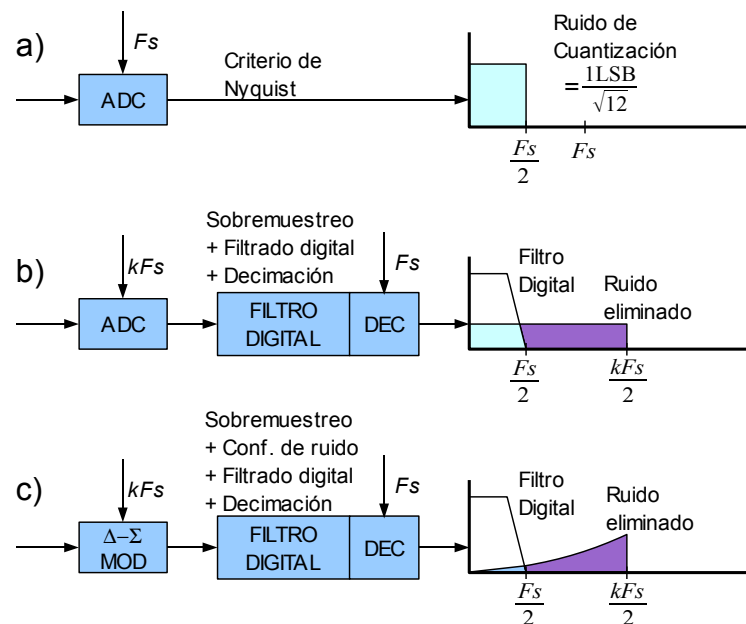 a)
Fs
ADC
Criterio de
Nyquist
Ruido de
Cuantización
= 1LSB / √12
Fs/2
Fs
b)
kFs
ADC
Sobremuestreo
+ Filtrado digital
+ Decimación
Fs
FILTRO
DIGITAL
DEC
Filtro
Digital
Ruido
eliminado
Fs/2
kFs/2
c)
kFs
Δ−Σ
MOD
Sobremuestreo
+ Conf. de ruido
+ Filtrado digital
+ Decimación
Fs
FILTRO
DIGITAL
DEC
Filtro
Digital
Ruido
eliminado
Fs/2
kFs/2